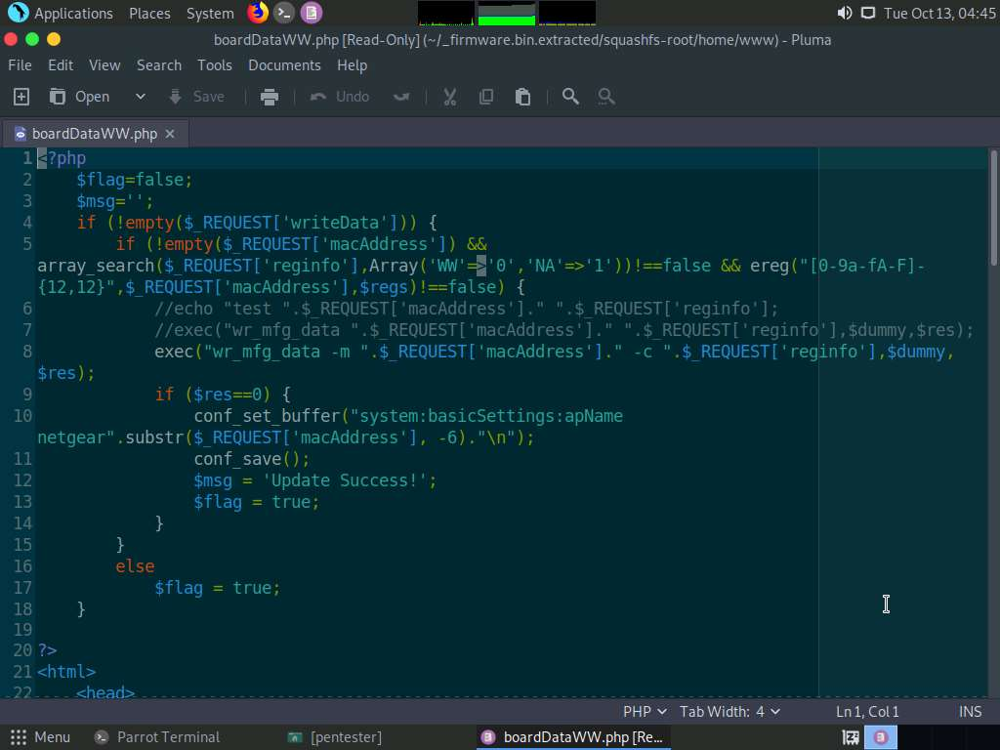 Applications Places System Tue Oct 13, 04:45
boardDataWW.php [Read-Only] (~/_firmware.bin.extracted/squashfs-root/home/www) - Pluma
File Edit View Search Tools Documents Help
Open Save Undo
boardDataWW.php ×
1 <?php
2 $flag=false;
3 $msg='';
4 if (!empty($_REQUEST['writeData'])) {
5 if (!empty($_REQUEST['macAddress']) &&
array_search($_REQUEST['reginfo'],Array('WW'=>'0','NA'=>'1'))!==false && ereg("[0-9a-fA-F]-
{12,12}",$_REQUEST['macAddress'],$regs)!==false) {
6 //echo "test ".$_REQUEST['macAddress']." ".$_REQUEST['reginfo'];
7 //exec("wr_mfg_data ".$_REQUEST['macAddress']." ".$_REQUEST['reginfo'],$dummy,$res);
8 exec("wr_mfg_data -m ".$_REQUEST['macAddress']." -c ".$_REQUEST['reginfo'],$dummy,
$res);
9 if ($res==0) {
10 conf_set_buffer("system:basicSettings:apName
netgear".substr($_REQUEST['macAddress'], -6)."\n");
11 conf_save();
12 $msg = 'Update Success!';
13 $flag = true;
14 }
15 }
16 else
17 $flag = true;
18 }
19
20 ?>
21 <html>
22 <head>
PHP Tab Width: 4 Ln 1, Col 1 INS
Menu Parrot Terminal [pentester] boardDataWW.php [Re...